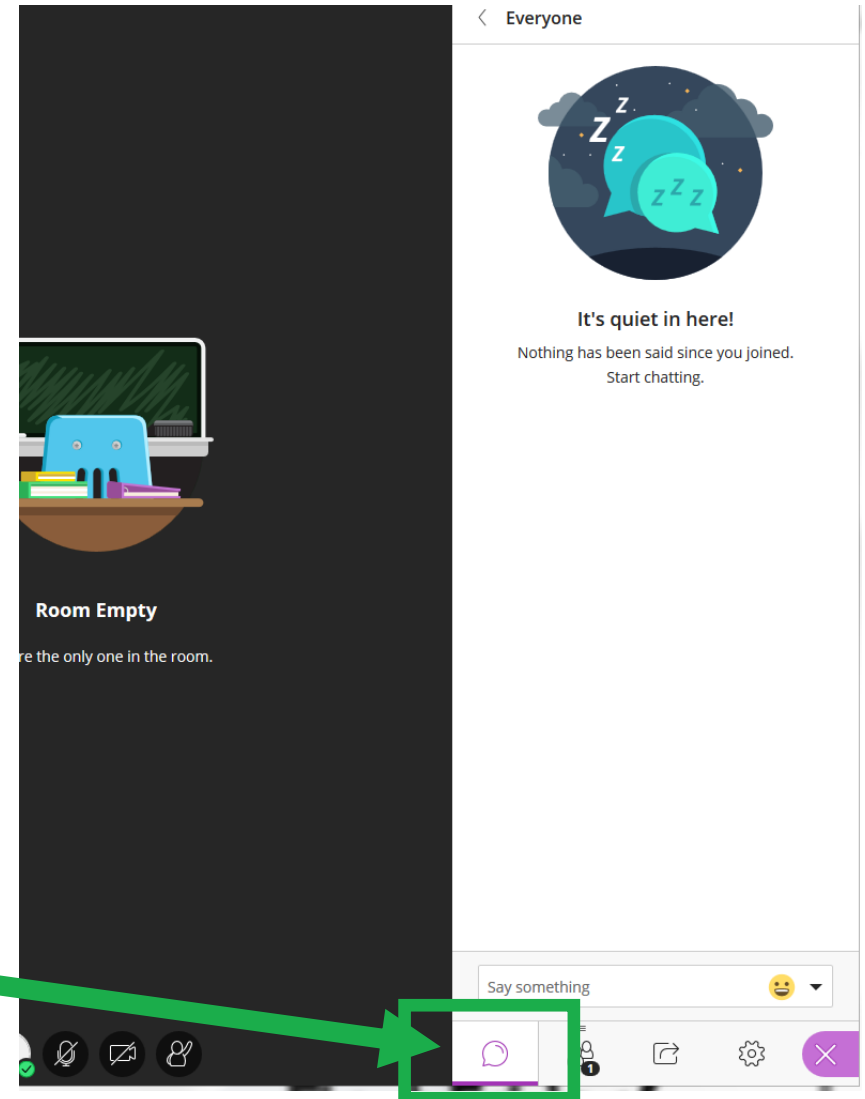 Everyone
z
Z
z
z z z
It's quiet in here!
Nothing has been said since you joined.
Start chatting.
Room Empty
re the only one in the room.
Say something
1